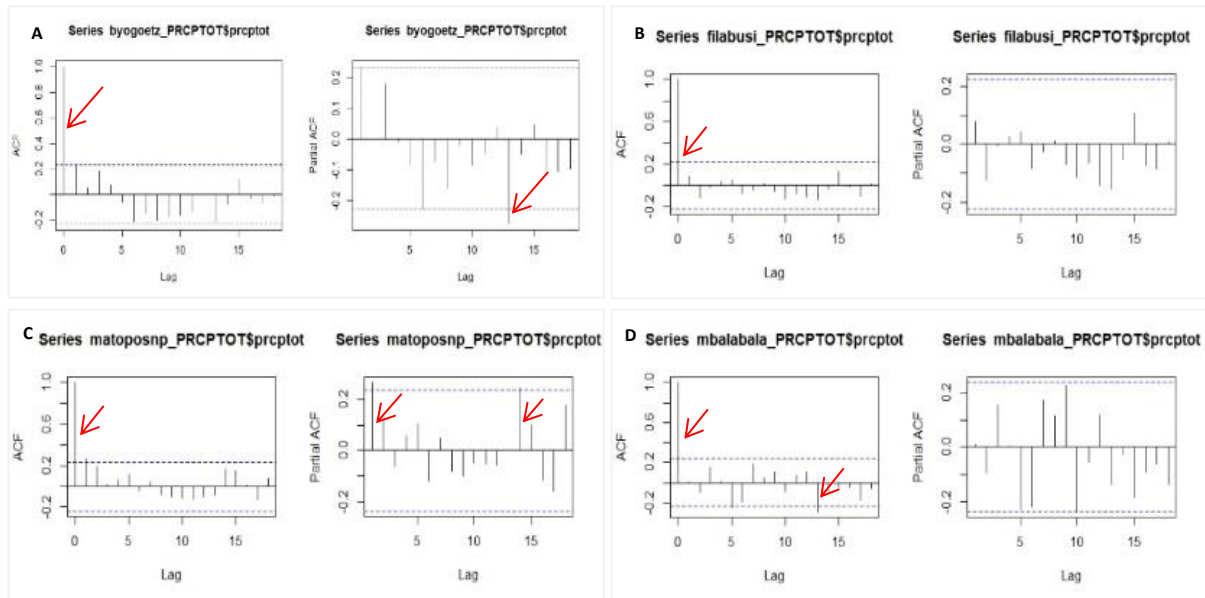 A
Series byogoetz_PRCPTOT$prcptot
Series byogoetz_PRCPTOT$prcptot
ACF
1.0
0.8
0.6
0.4
0.2
-0.2
0 5 10 15
Lag
Partial ACF
0.2
0.1
0.0
-0.1
-0.2
5 10 15
Lag
B
Series filabusi_PRCPTOT$prcptot
Series filabusi_PRCPTOT$prcptot
ACF
1.0
0.6
0.2
-0.2
0 5 10 15
Lag
Partial ACF
0.2
0.0
-0.2
5 10 15
Lag
C
Series matoposnp_PRCPTOT$prcptot
Series matoposnp_PRCPTOT$prcptot
ACF
1.0
0.6
0.2
-0.2
0 5 10 15
Lag
Partial ACF
0.2
0.0
-0.2
5 10 15
Lag
D
Series mbalabala_PRCPTOT$prcptot
Series mbalabala_PRCPTOT$prcptot
ACF
1.0
0.6
0.2
-0.2
0 5 10 15
Lag
Partial ACF
0.2
0.0
-0.2
5 10 15
Lag